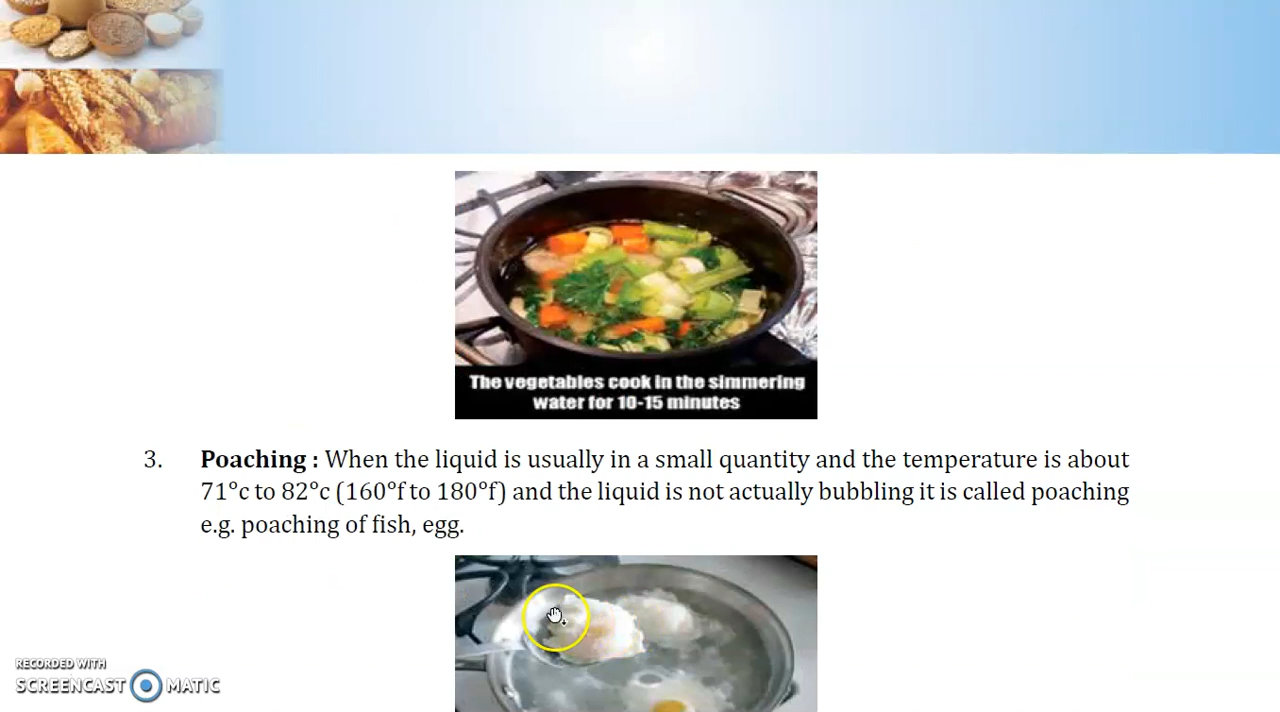 The vegetables cook in the simmering
water for 10-15 minutes
3. Poaching : When the liquid is usually in a small quantity and the temperature is about
71°c to 82°c (160°f to 180°f) and the liquid is not actually bubbling it is called poaching
e.g. poaching of fish, egg.
RECORDED WITH
SCREENCAST MATIC